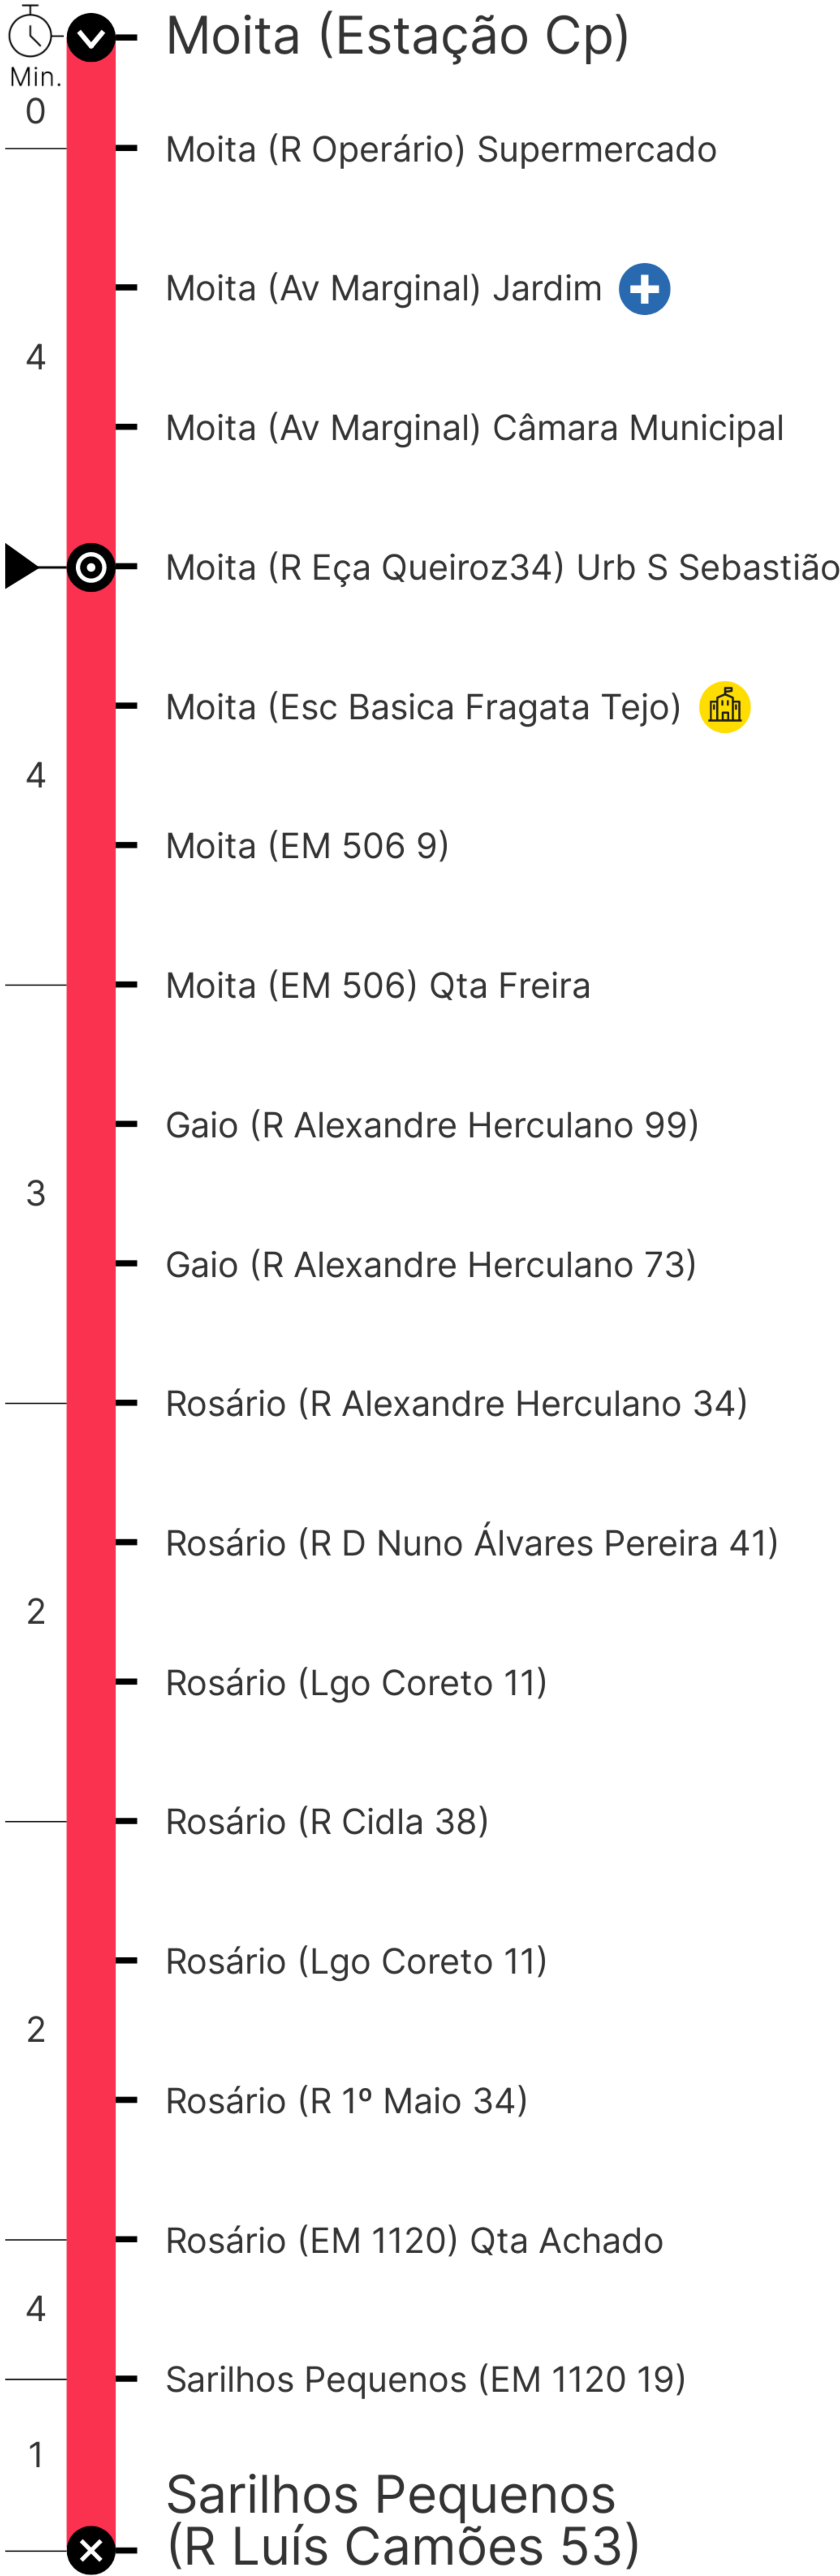 Moita (Estação Cp)
Min.
0
Moita (R Operário) Supermercado
Moita (Av Marginal) Jardim
4
Moita (Av Marginal) Câmara Municipal
Moita (R Eça Queiroz34) Urb S Sebastião
Moita (Esc Basica Fragata Tejo)
4
Moita (EM 506 9)
Moita (EM 506) Qta Freira
Gaio (R Alexandre Herculano 99)
3
Gaio (R Alexandre Herculano 73)
Rosário (R Alexandre Herculano 34)
Rosário (R D Nuno Álvares Pereira 41)
2
Rosário (Lgo Coreto 11)
Rosário (R Cidla 38)
Rosário (Lgo Coreto 11)
2
Rosário (R 1º Maio 34)
Rosário (EM 1120) Qta Achado
4
Sarilhos Pequenos (EM 1120 19)
1
Sarilhos Pequenos
(R Luís Camões 53)